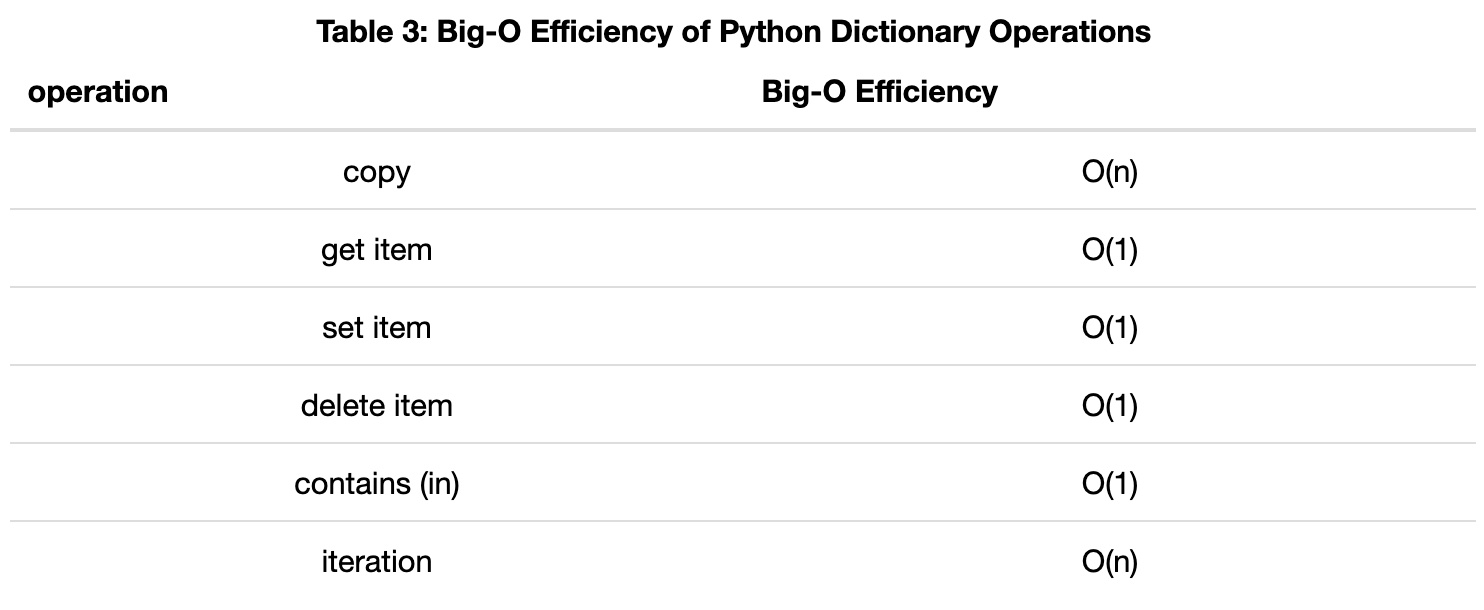 Table 3: Big-O Efficiency of Python Dictionary Operations
operation Big-O Efficiency
copy O(n)
get item O(1)
set item O(1)
delete item O(1)
contains (in) O(1)
iteration O(n)